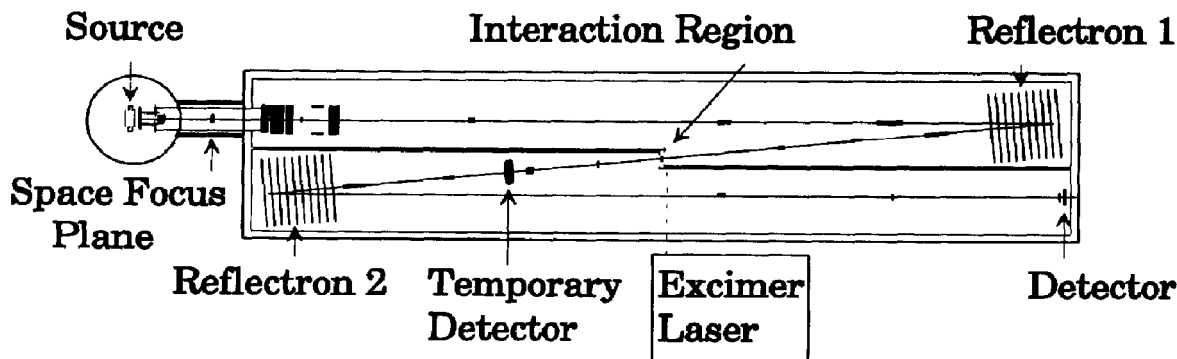 Source
Interaction Region
Reflectron 1
Space Focus
Plane
Reflectron 2
Temporary
Detector
Excimer
Laser
Detector